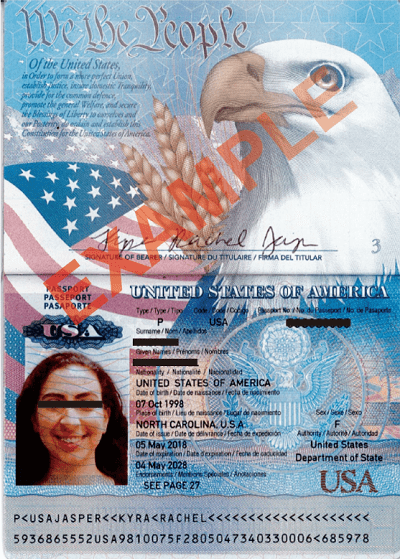 We the People
Of the United States,
in Order to form a more perfect Union,
establish Justice, insure domestic Tranquility,
provide for the common defence,
promote the general Welfare, and secure
the Blessings of Liberty to ourselves and
our Posterity, do ordain and establish this
Constitution for the United States of America.
EXAMPLE
Rachel
SIGNATURE OF BEARER / SIGNATURE DU TITULAIRE / FIRMA DEL TITULAR
3
PASSPORT
PASSEPORT
PASAPORTE
USA
UNITED STATES OF AMERICA
Type / Type / Tipo Code / Code / Código Passport No / No. du Passeport / No. de Pasaporte
P USA
Surname / Nom / Apellidos
Given Names / Prénoms / Nombres
Nationality / Nationalité / Nacionalidad
UNITED STATES OF AMERICA
Date of birth / Date de naissance / Fecha de nacimiento
07 Oct 1998
Place of birth / Lieu de naissance / Lugar de nacimiento Sex / Sexe / Sexo
NORTH CAROLINA, U.S.A. F
Date of issue / Date de délivrance / Fecha de expedición Authority / Autorité / Autoridad
05 May 2018 United States
Date of expiration / Date d'expiration / Fecha de caducidad Department of State
04 May 2028
Endorsements / Mentions Spéciales / Anotaciones
SEE PAGE 27
USA
P<USAJASPER<<KYRA<RACHEL<<<<<<<<<<<<<<<<<<<<
5936865552USA9810075F2805047340330006<685978